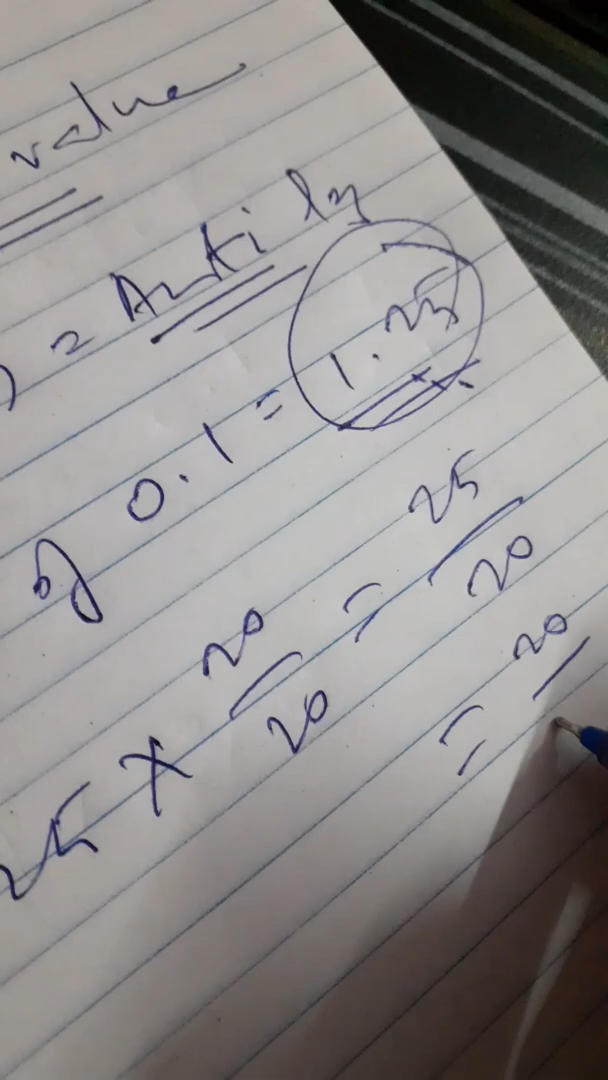 value
) = Anti log
of 0.1 = 1.25
25 × 20/20 = 25/20
= 20/